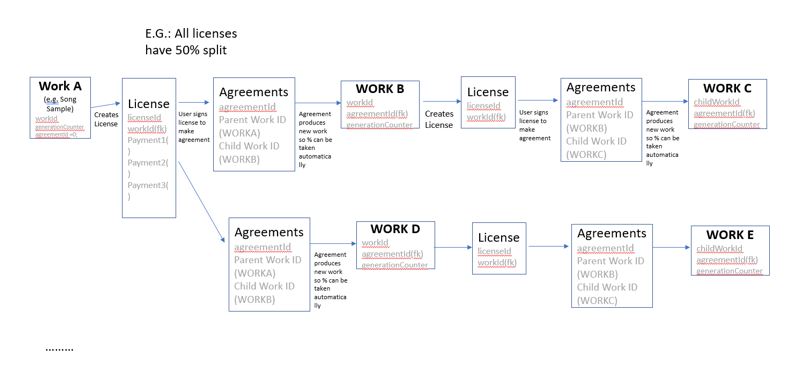 E.G.: All licenses
have 50% split
Work A
(e.g. Song
Sample)
workId
generationCounter
agreementId =0;
Creates
License
License
licenseId
workId(fk)
Payment1(
)
Payment2(
)
Payment3(
)
User signs
license to
make
agreement
Agreements
agreementId
Parent Work ID
(WORKA)
Child Work ID
(WORKB)
Agreement
produces
new work
so % can be
taken
automatica
lly
WORK B
workId
agreementId(fk)
generationCounter
Creates
License
License
licenseId
workId(fk)
User signs
license to
make
agreement
Agreements
agreementId
Parent Work ID
(WORKB)
Child Work ID
(WORKC)
Agreement
produces
new work
so % can be
taken
automatica
lly
WORK C
childWorkId
agreementId(fk)
generationCounter
Agreements
agreementId
Parent Work ID
(WORKA)
Child Work ID
(WORKB)
Agreement
produces
new work
so % can be
taken
automatica
lly
WORK D
workId
agreementId(fk)
generationCounter
License
licenseId
workId(fk)
Agreements
agreementId
Parent Work ID
(WORKB)
Child Work ID
(WORKC)
WORK E
childWorkId
agreementId(fk)
generationCounter
.........